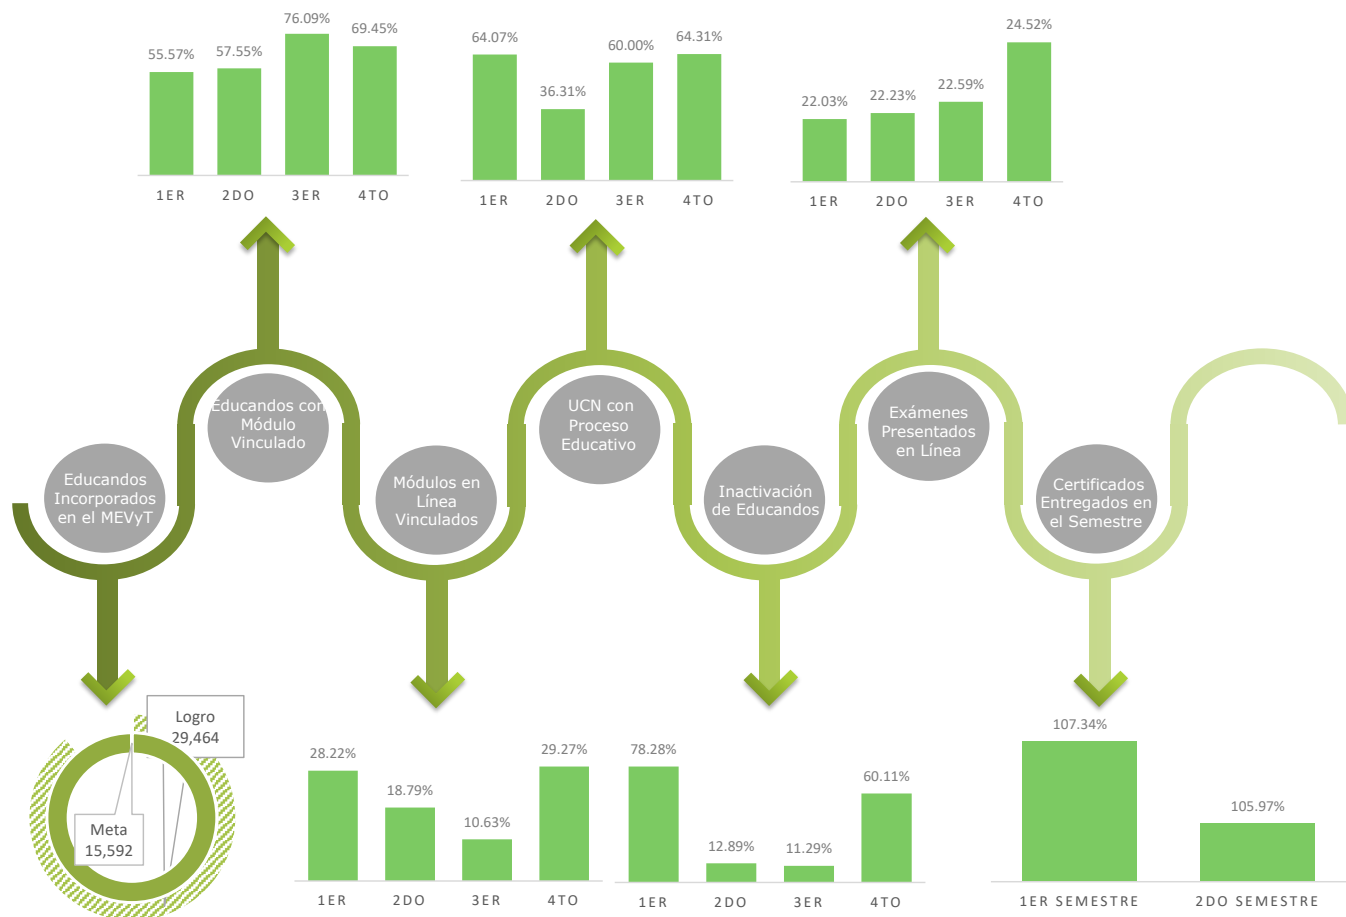 55.57%
57.55%
76.09%
69.45%
1ER
2DO
3ER
4TO
64.07%
36.31%
60.00%
64.31%
1ER
2DO
3ER
4TO
22.03%
22.23%
22.59%
24.52%
1ER
2DO
3ER
4TO
Educandos
Incorporados
en el MEVyT
Educandos con
Módulo
Vinculado
Módulos en
Línea
Vinculados
UCN con
Proceso
Educativo
Inactivación
de Educandos
Exámenes
Presentados
en Línea
Certificados
Entregados en
el Semestre
Logro
29,464
Meta
15,592
28.22%
18.79%
10.63%
29.27%
1ER
2DO
3ER
4TO
78.28%
12.89%
11.29%
60.11%
1ER
2DO
3ER
4TO
107.34%
105.97%
1ER SEMESTRE
2DO SEMESTRE